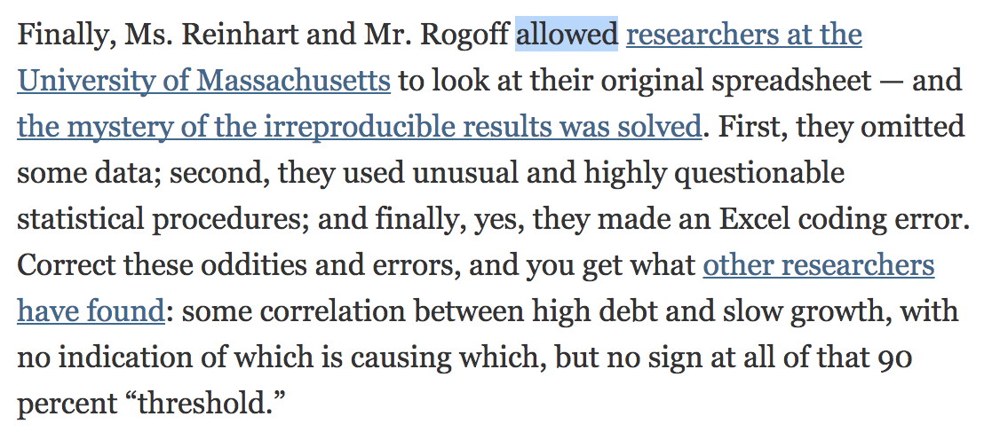 Finally, Ms. Reinhart and Mr. Rogoff allowed researchers at the
University of Massachusetts to look at their original spreadsheet — and
the mystery of the irreproducible results was solved. First, they omitted
some data; second, they used unusual and highly questionable
statistical procedures; and finally, yes, they made an Excel coding error.
Correct these oddities and errors, and you get what other researchers
have found: some correlation between high debt and slow growth, with
no indication of which is causing which, but no sign at all of that 90
percent “threshold.”